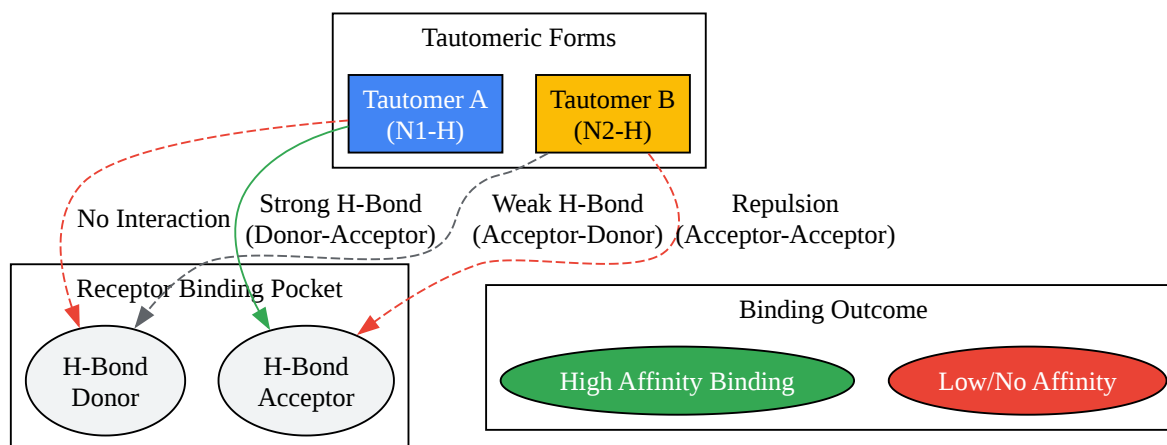 Tautomeric Forms
Tautomer A
(N1-H)
Tautomer B
(N2-H)
No Interaction
Strong H-Bond
(Donor-Acceptor)
Weak H-Bond
(Acceptor-Donor)
Repulsion
(Acceptor-Acceptor)
Receptor Binding Pocket
H-Bond
Donor
H-Bond
Acceptor
Binding Outcome
High Affinity Binding
Low/No Affinity